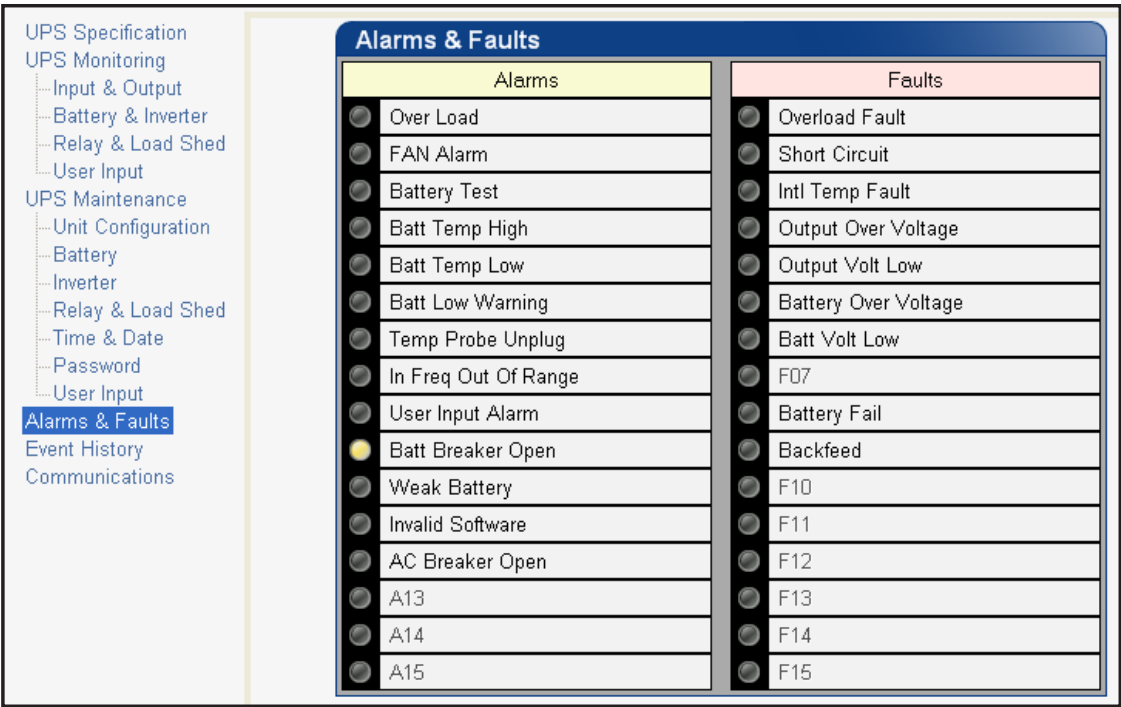 UPS Specification
UPS Monitoring
Input & Output
Battery & Inverter
Relay & Load Shed
User Input
UPS Maintenance
Unit Configuration
Battery
Inverter
Relay & Load Shed
Time & Date
Password
User Input
Alarms & Faults
Event History
Communications
Alarms & Faults
Alarms
Over Load
FAN Alarm
Battery Test
Batt Temp High
Batt Temp Low
Batt Low Warning
Temp Probe Unplug
In Freq Out Of Range
User Input Alarm
Batt Breaker Open
Weak Battery
Invalid Software
AC Breaker Open
A13
A14
A15
Faults
Overload Fault
Short Circuit
Intl Temp Fault
Output Over Voltage
Output Volt Low
Battery Over Voltage
Batt Volt Low
F07
Battery Fail
Backfeed
F10
F11
F12
F13
F14
F15